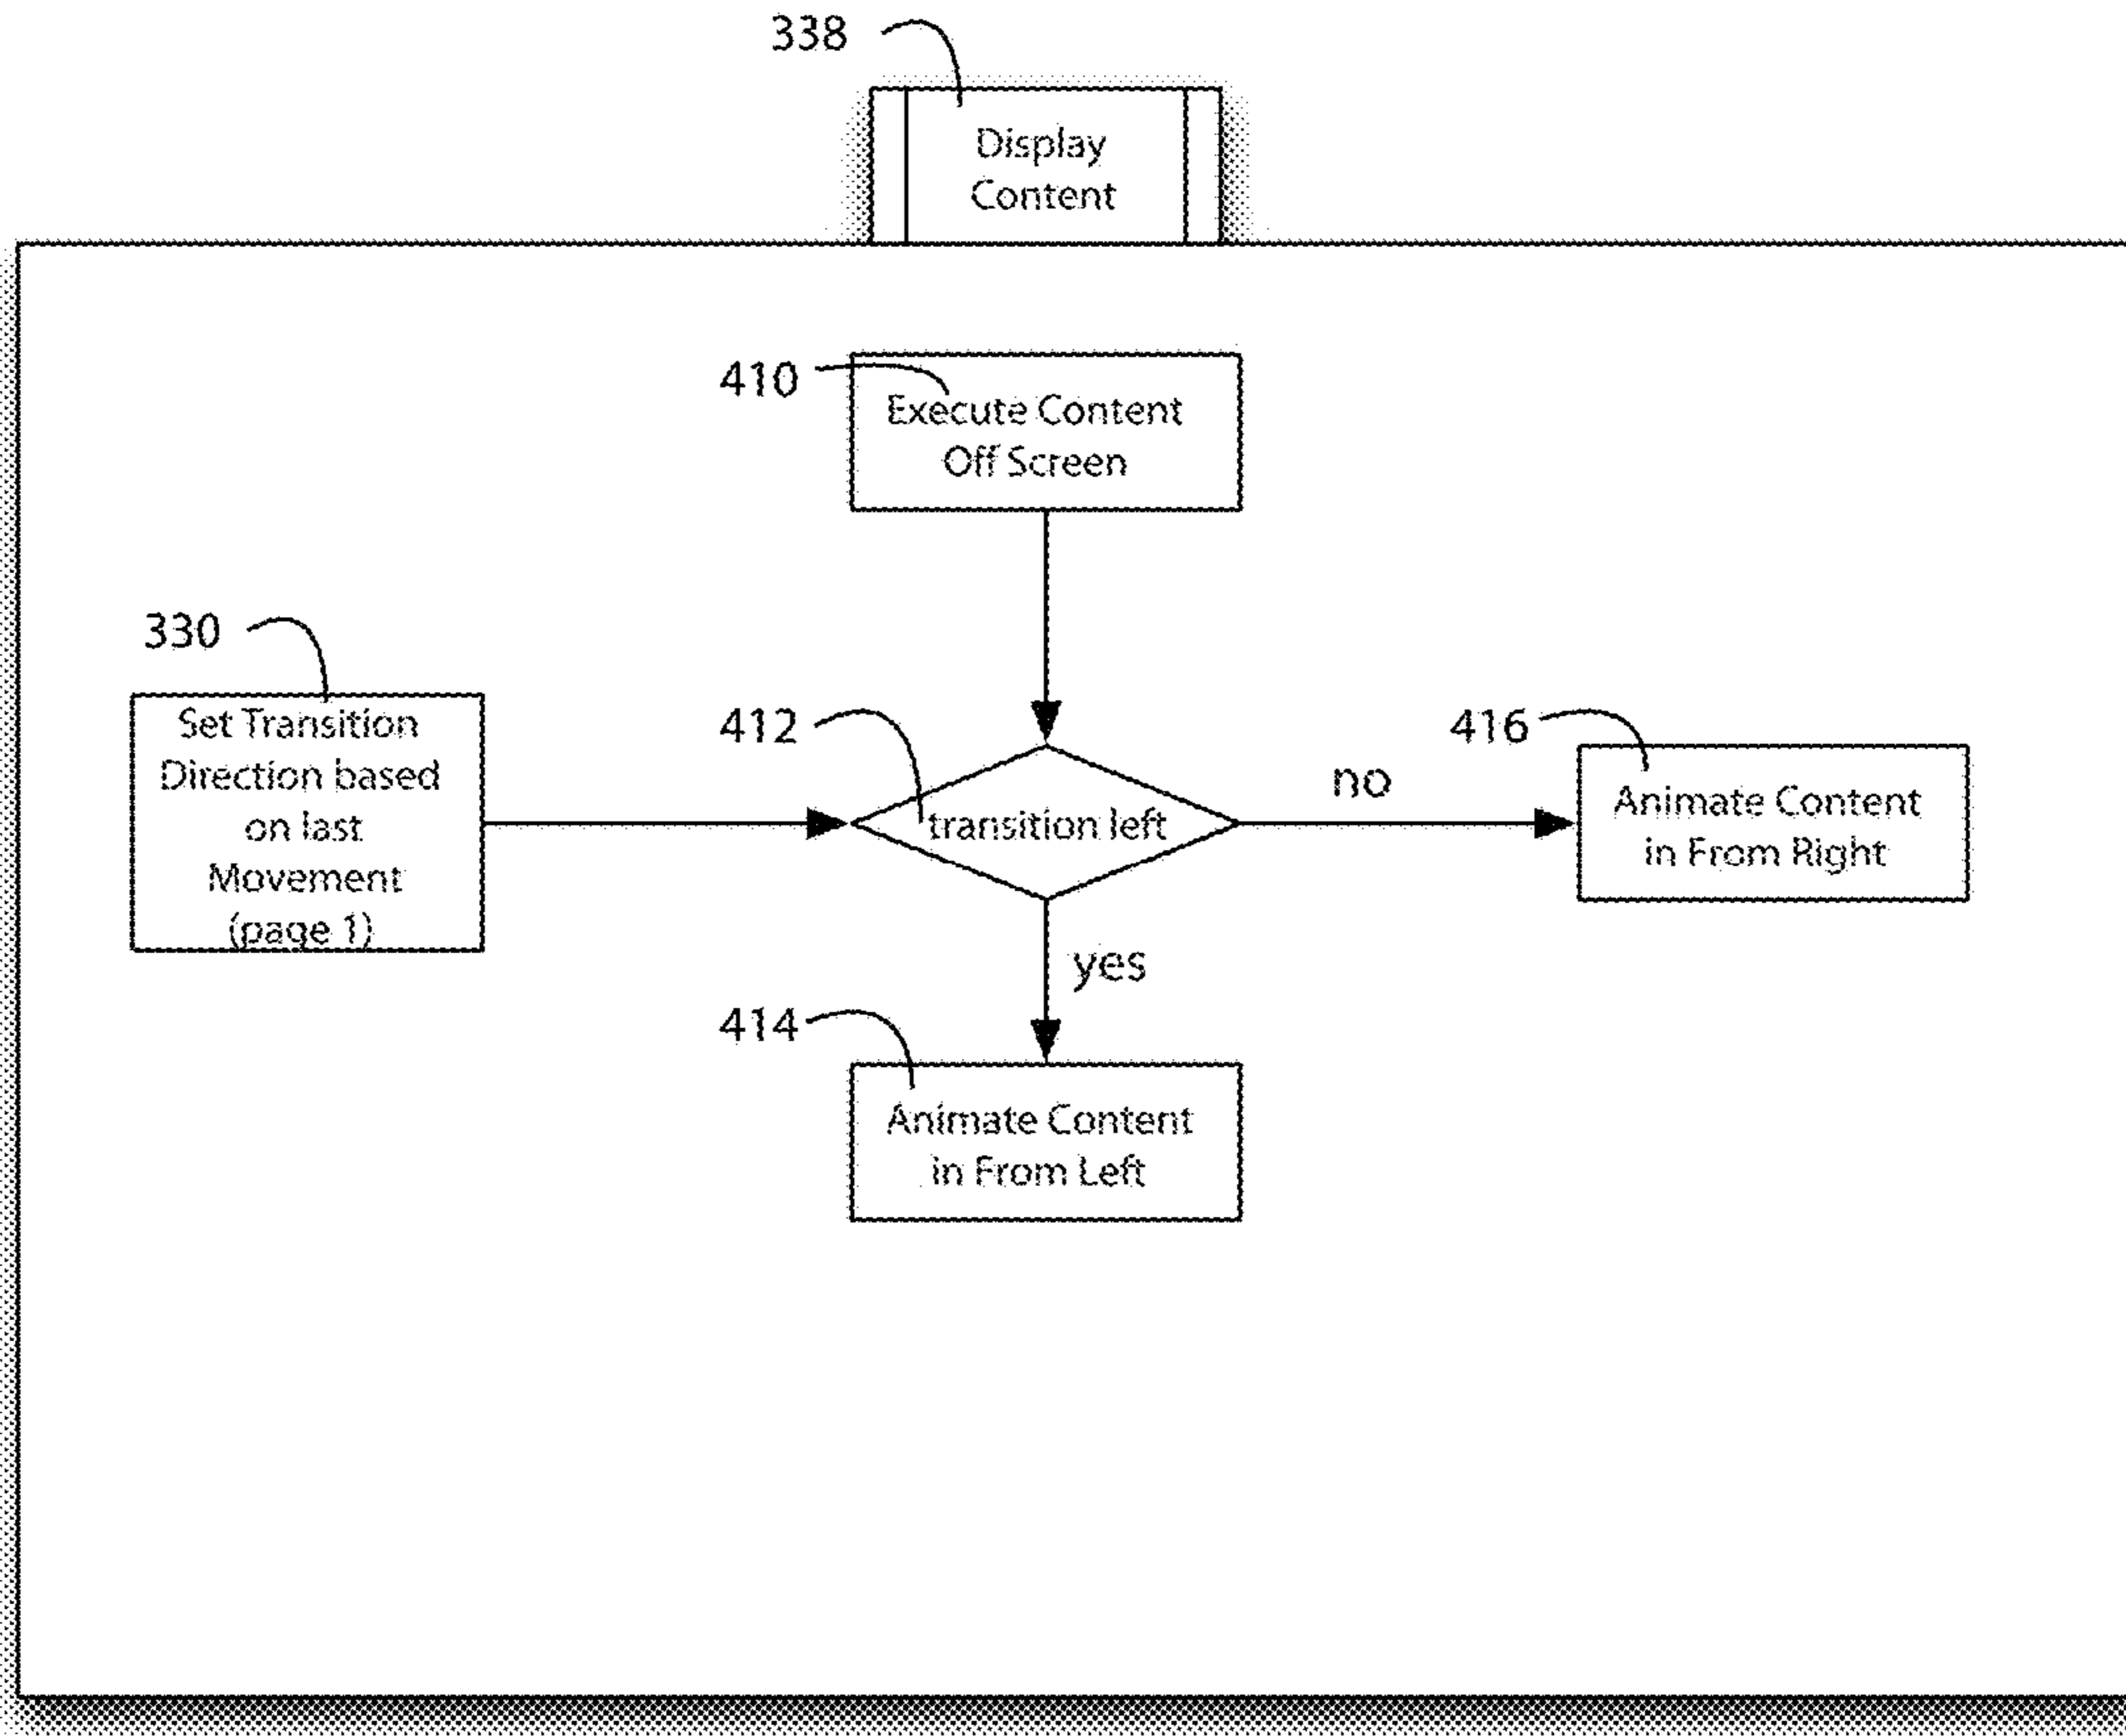 338
Display
Content
410
Execute Content
Off Screen
330
Set Transition
Direction based
on last
Movement
(page 1)
412
transition left
no
416
Animate Content
in From Right
yes
414
Animate Content
in From Left